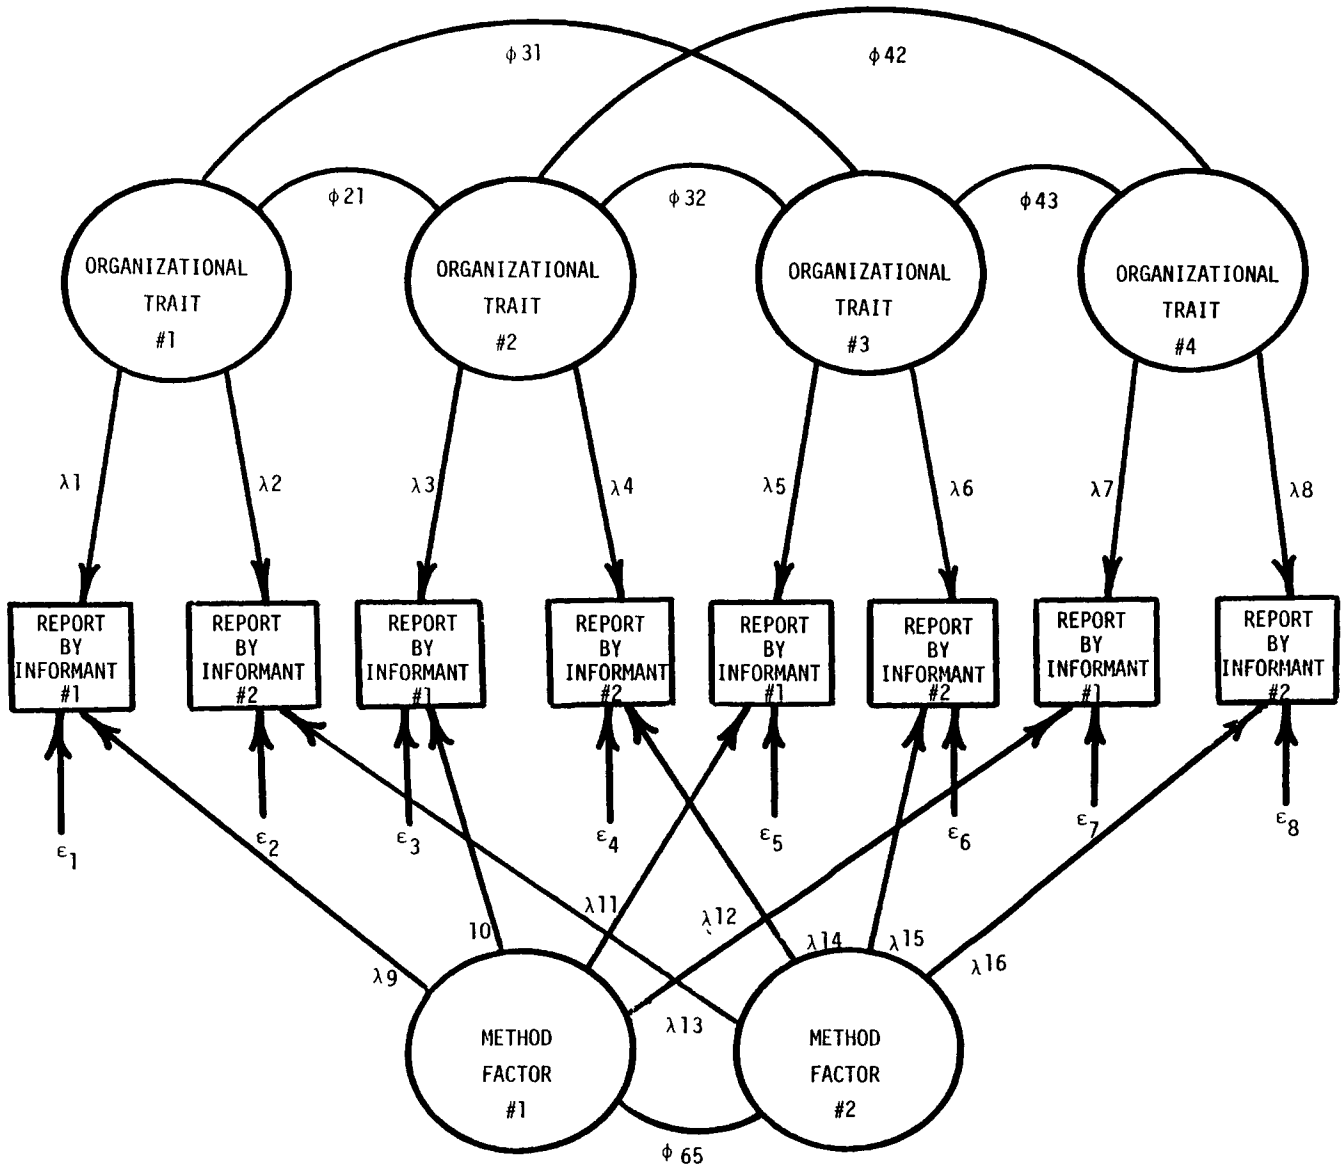 ϕ31
ϕ42
ϕ21
ϕ32
ϕ43
ORGANIZATIONAL
TRAIT
#1
ORGANIZATIONAL
TRAIT
#2
ORGANIZATIONAL
TRAIT
#3
ORGANIZATIONAL
TRAIT
#4
λ1
λ2
λ3
λ4
λ5
λ6
λ7
λ8
REPORT
BY
INFORMANT
#1
REPORT
BY
INFORMANT
#2
REPORT
BY
INFORMANT
#1
REPORT
BY
INFORMANT
#2
REPORT
BY
INFORMANT
#1
REPORT
BY
INFORMANT
#2
REPORT
BY
INFORMANT
#1
REPORT
BY
INFORMANT
#2
ε1
ε2
ε3
ε4
ε5
ε6
ε7
ε8
λ9
10
λ11
λ12
λ13
λ14
λ15
λ16
METHOD
FACTOR
#1
METHOD
FACTOR
#2
ϕ 65